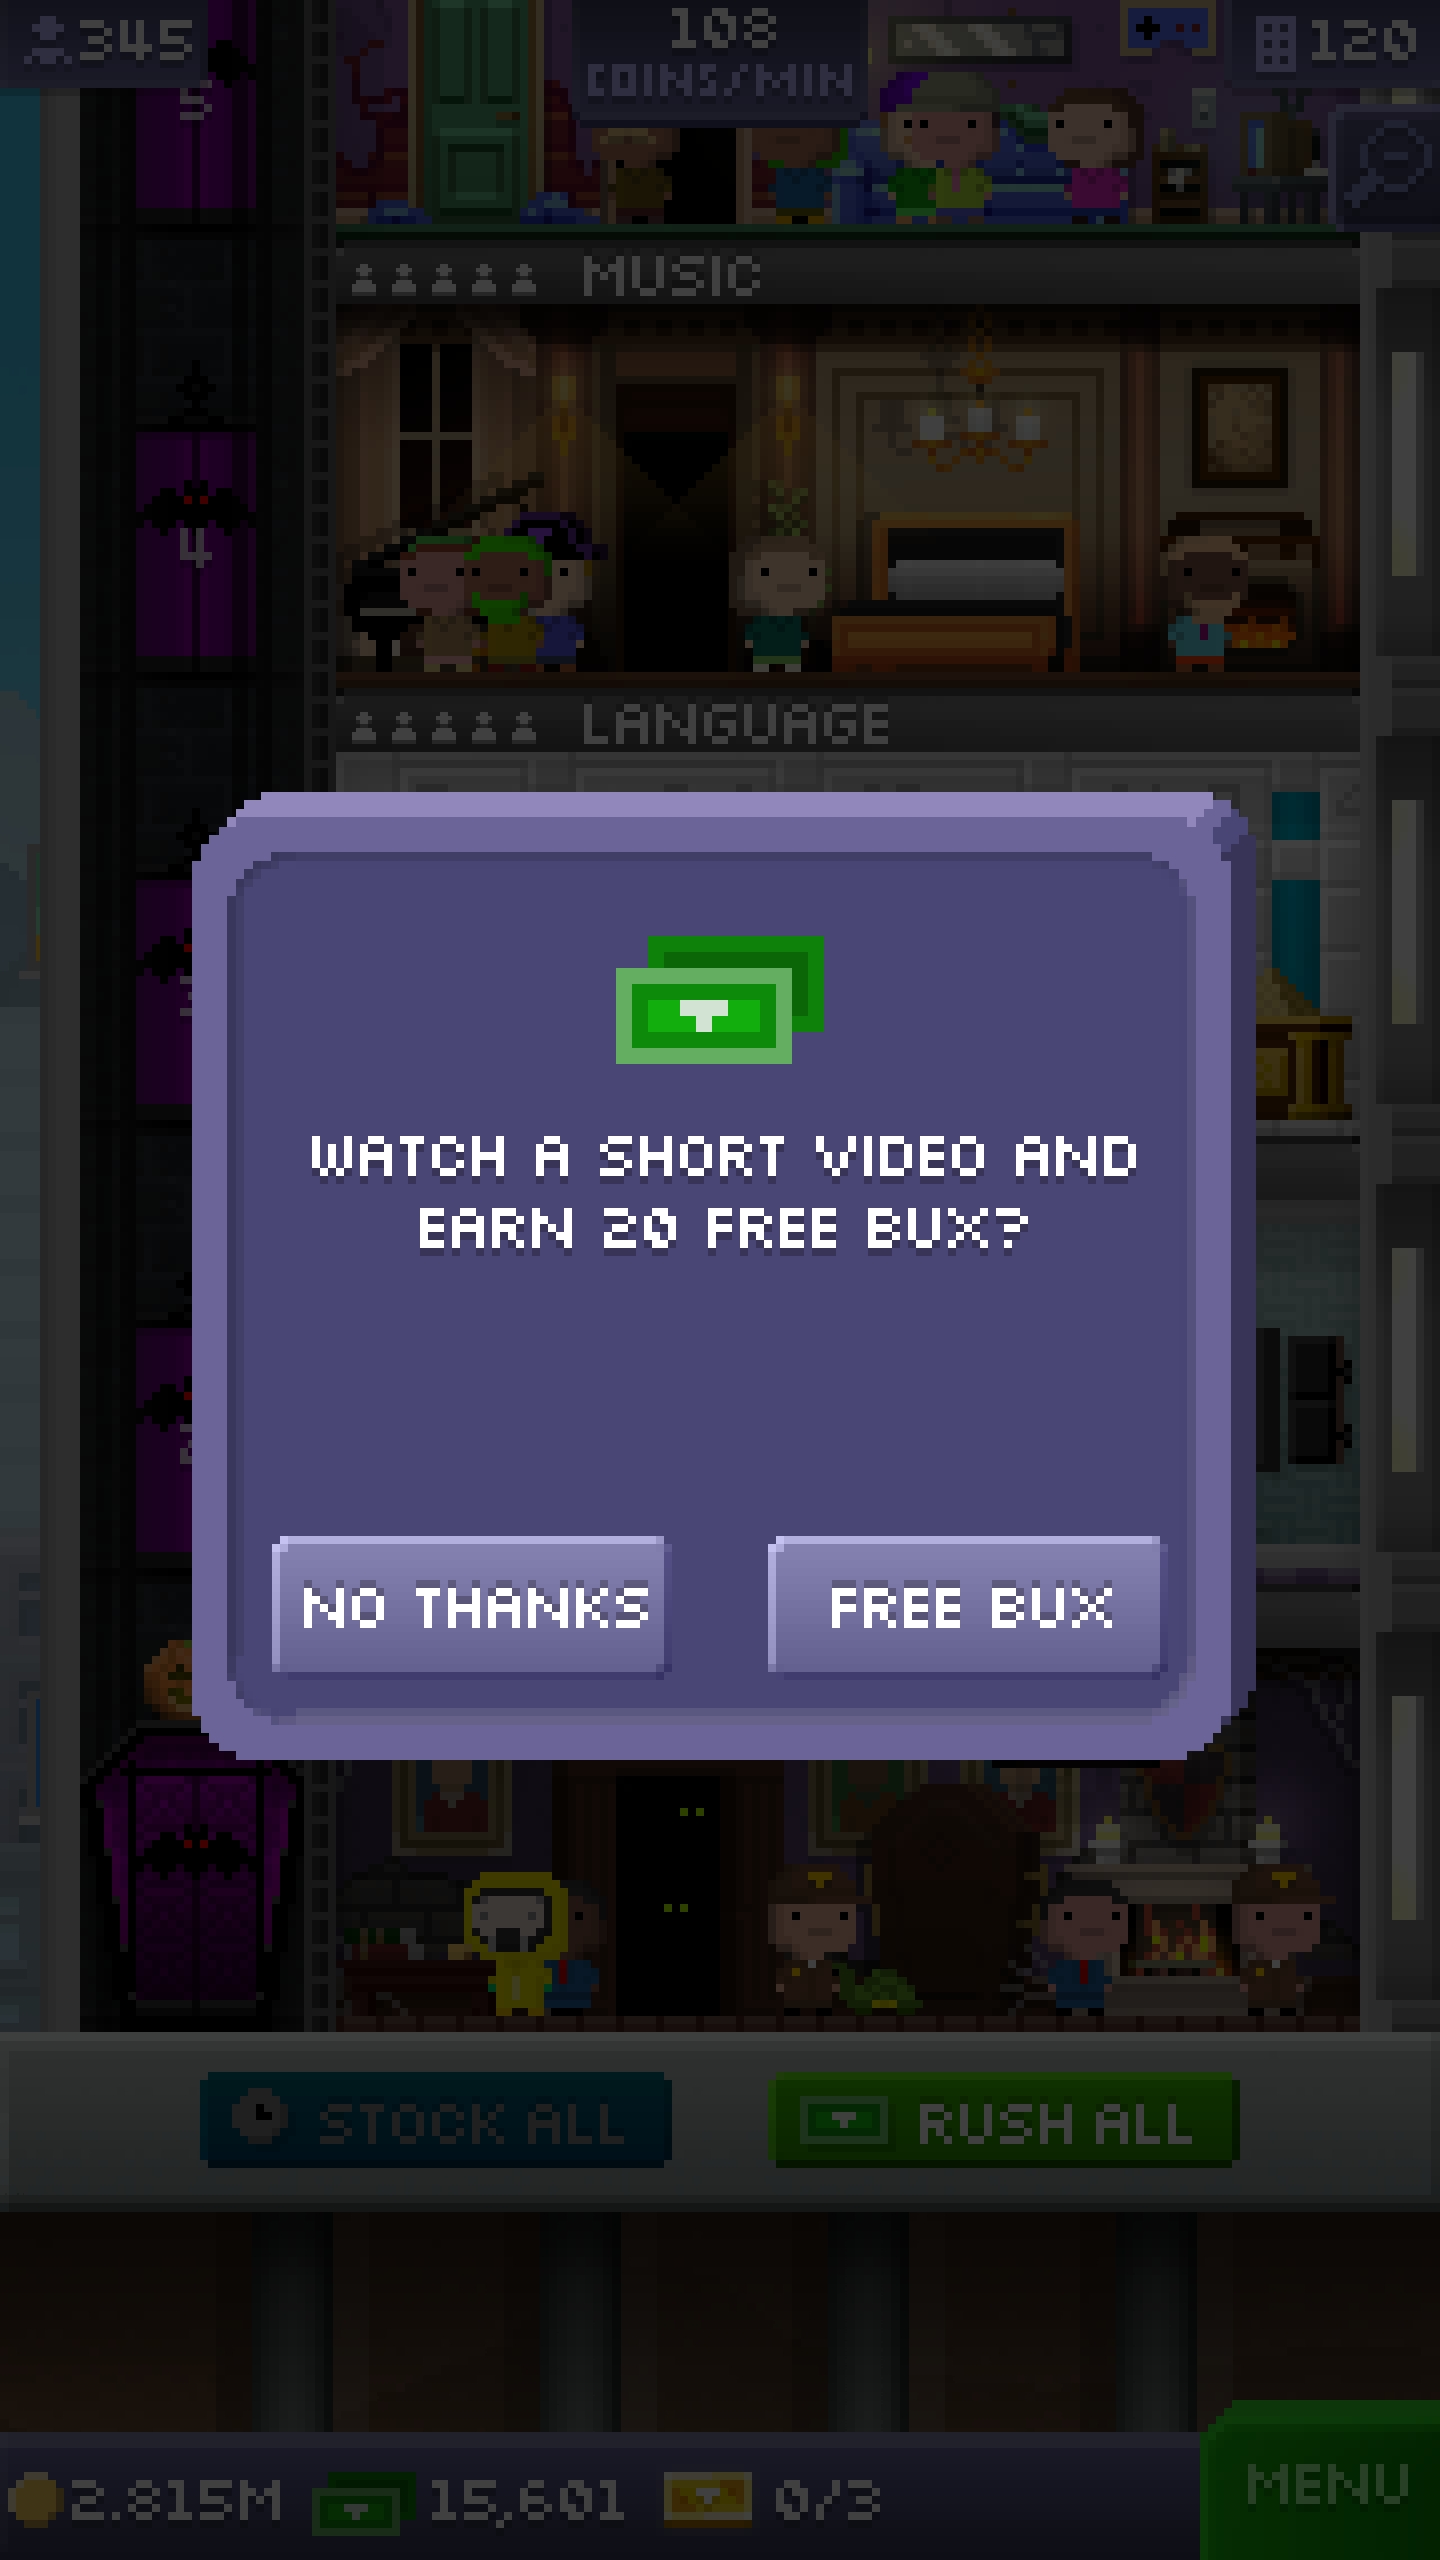 345
108
COINS/MIN
120
5
MUSIC
4
LANGUAGE
WATCH A SHORT VIDEO AND
EARN 20 FREE BUX?
NO THANKS
FREE BUX
STOCK ALL
RUSH ALL
2.815M
15,601
0/3
MENU